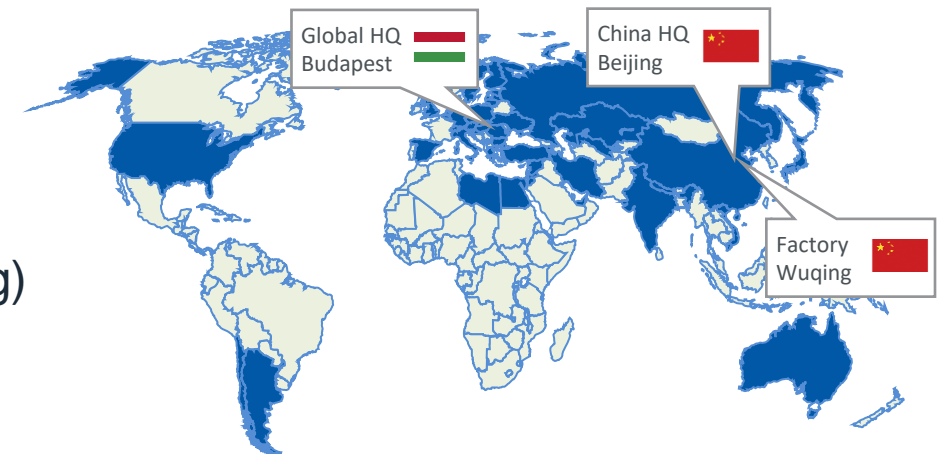 Global HQ
Budapest
China HQ
Beijing
g)
Factory
Wuqing